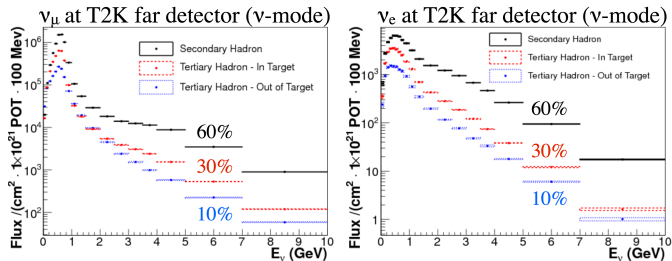 νμ at T2K far detector (ν-mode)
Flux /(cm² · 1×10²¹ POT · 100 Mev)
10⁶
10⁵
10⁴
10³
10²
Secondary Hadron
Tertiary Hadron - In Target
Tertiary Hadron - Out of Target
60%
30%
10%
0 1 2 3 4 5 6 7 8 9 10
Eν (GeV)
νe at T2K far detector (ν-mode)
Flux /(cm² · 1×10²¹ POT · 100 MeV)
10³
10²
10
1
Secondary Hadron
Tertiary Hadron - In Target
Tertiary Hadron - Out of Target
60%
30%
10%
0 1 2 3 4 5 6 7 8 9 10
Eν (GeV)